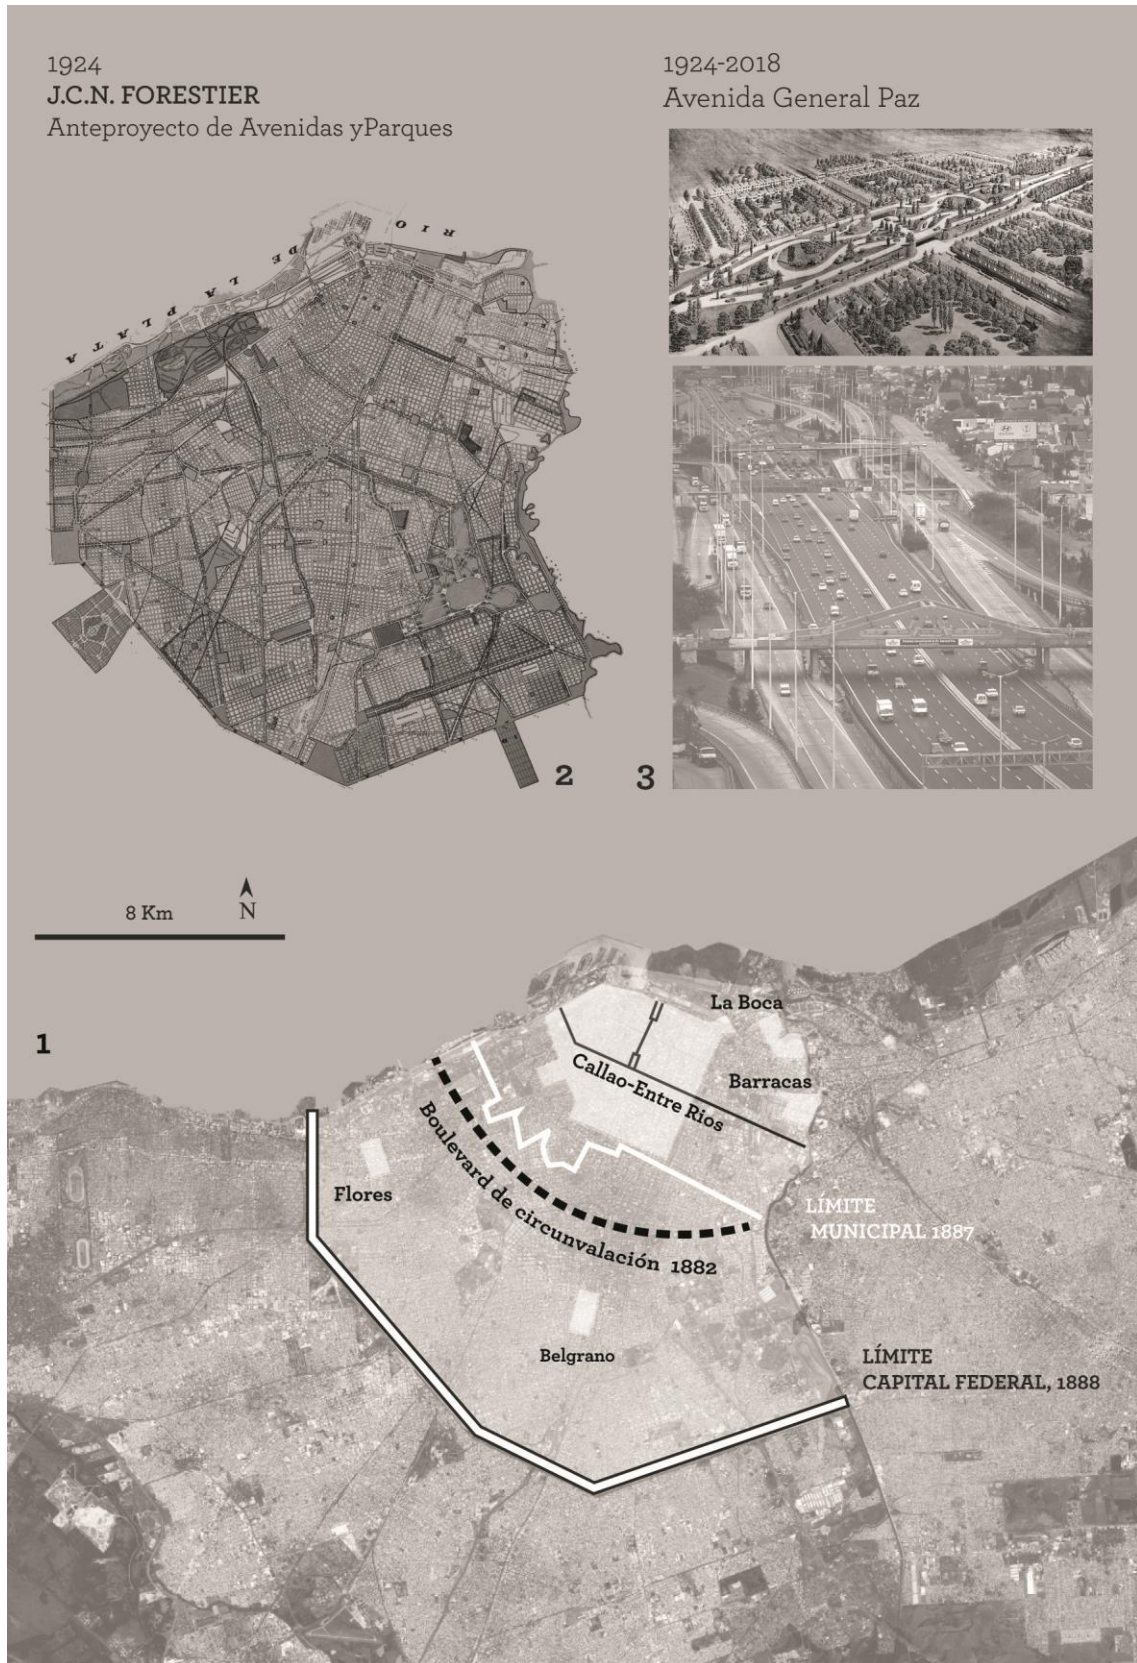 1924
J.C.N. FORESTIER
Anteproyecto de Avenidas yParques
1924-2018
Avenida General Paz
RIO DE LA PLATA
2
3
8 Km
N
1
La Boca
Callao-Entre Rios
Barracas
Boulevard de circunvalación 1882
Flores
LÍMITE
MUNICIPAL 1887
Belgrano
LÍMITE
CAPITAL FEDERAL, 1888